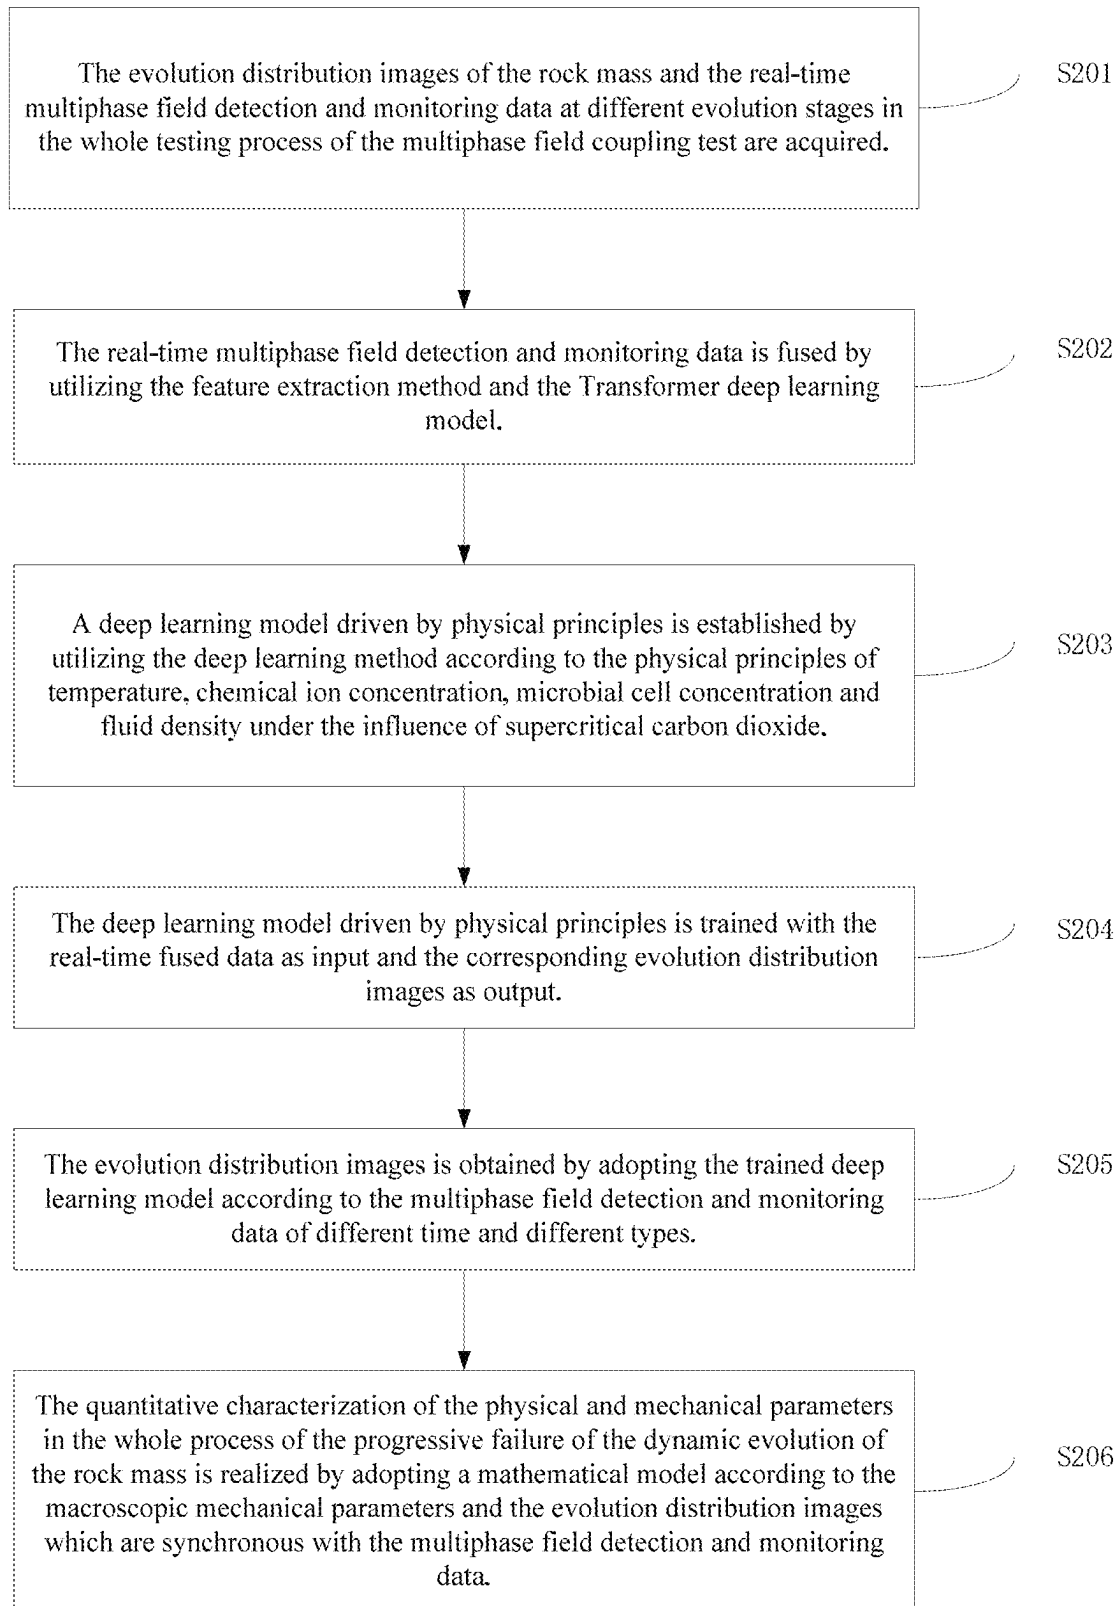 The evolution distribution images of the rock mass and the real-time
multiphase field detection and monitoring data at different evolution stages in
the whole testing process of the multiphase field coupling test are acquired.
S201
The real-time multiphase field detection and monitoring data is fused by
utilizing the feature extraction method and the Transformer deep learning
model.
S202
A deep learning model driven by physical principles is established by
utilizing the deep learning method according to the physical principles of
temperature, chemical ion concentration, microbial cell concentration and
fluid density under the influence of supercritical carbon dioxide.
S203
The deep learning model driven by physical principles is trained with the
real-time fused data as input and the corresponding evolution distribution
images as output.
S204
The evolution distribution images is obtained by adopting the trained deep
learning model according to the multiphase field detection and monitoring
data of different time and different types.
S205
The quantitative characterization of the physical and mechanical parameters
in the whole process of the progressive failure of the dynamic evolution of
the rock mass is realized by adopting a mathematical model according to the
macroscopic mechanical parameters and the evolution distribution images
which are synchronous with the multiphase field detection and monitoring
data.
S206